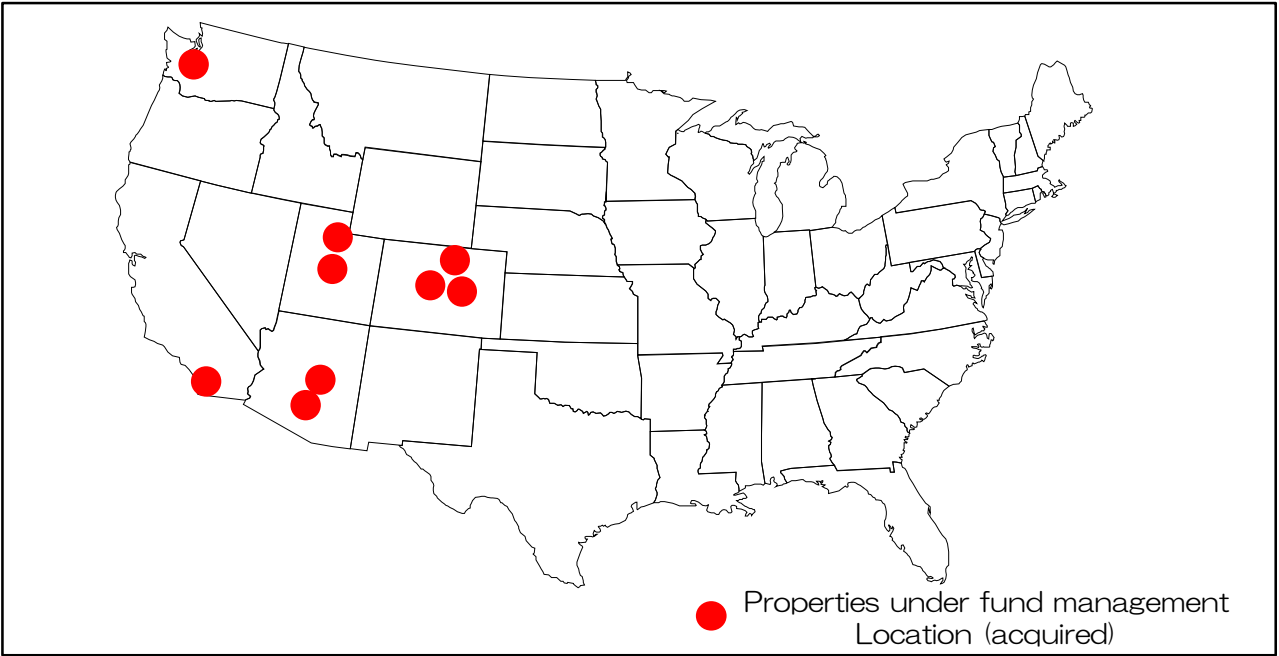 Properties under fund management
Location (acquired)